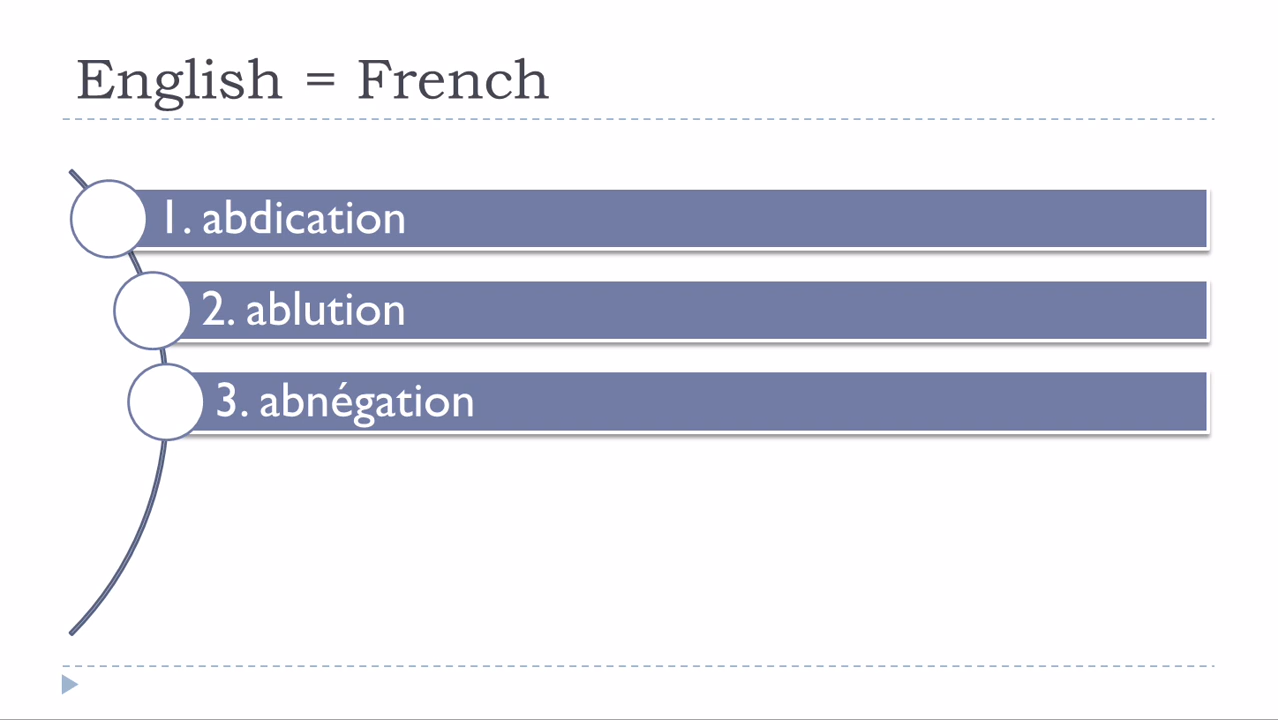 English = French
1. abdication
2. ablution
3. abnégation